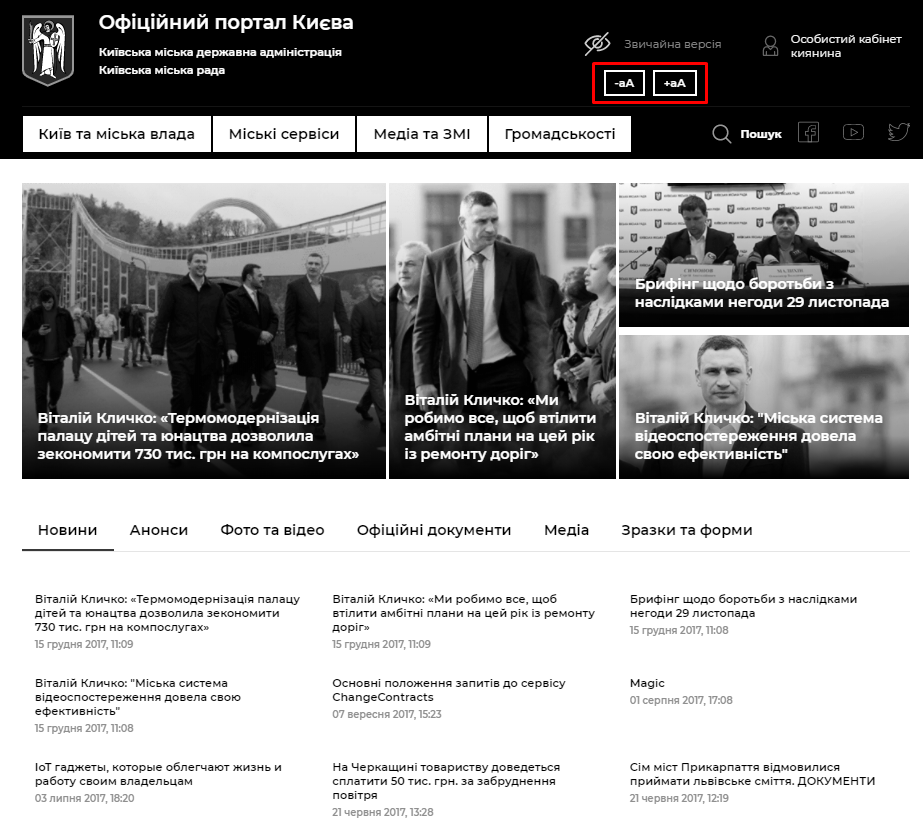 Офіційний портал Києва
Київська міська державна адміністрація
Київська міська рада
Звичайна версія
Особистий кабінет
киянина
-аА
+аА
Київ та міська влада
Міські сервіси
Медіа та ЗМІ
Громадськості
Пошук
Віталій Кличко: «Термомодернізація
палацу дітей та юнацтва дозволила
зекономити 730 тис. грн на компослугах»
Віталій Кличко: «Ми
робимо все, щоб втілити
амбітні плани на цей рік
із ремонту доріг»
Брифінг щодо боротьби з
наслідками негоди 29 листопада
Віталій Кличко: "Міська система
відеоспостереження довела
свою ефективність"
Новини
Анонси
Фото та відео
Офіційні документи
Медіа
Зразки та форми
Віталій Кличко: «Термомодернізація палацу
дітей та юнацтва дозволила зекономити
730 тис. грн на компослугах»
15 грудня 2017, 11:09
Віталій Кличко: «Ми робимо все, щоб
втілити амбітні плани на цей рік із ремонту
доріг»
15 грудня 2017, 11:09
Брифінг щодо боротьби з наслідками
негоди 29 листопада
15 грудня 2017, 11:08
Віталій Кличко: "Міська система
відеоспостереження довела свою
ефективність"
15 грудня 2017, 11:08
Основні положення запитів до сервісу
ChangeContracts
07 вересня 2017, 15:23
Magic
01 серпня 2017, 17:08
IoT гаджеты, которые облегчают жизнь и
работу своим владельцам
03 липня 2017, 18:20
На Черкащині товариству доведеться
сплатити 50 тис. грн. за забруднення
повітря
21 червня 2017, 13:28
Сім міст Прикарпаття відмовилися
приймати львівське сміття. ДОКУМЕНТИ
21 червня 2017, 12:19